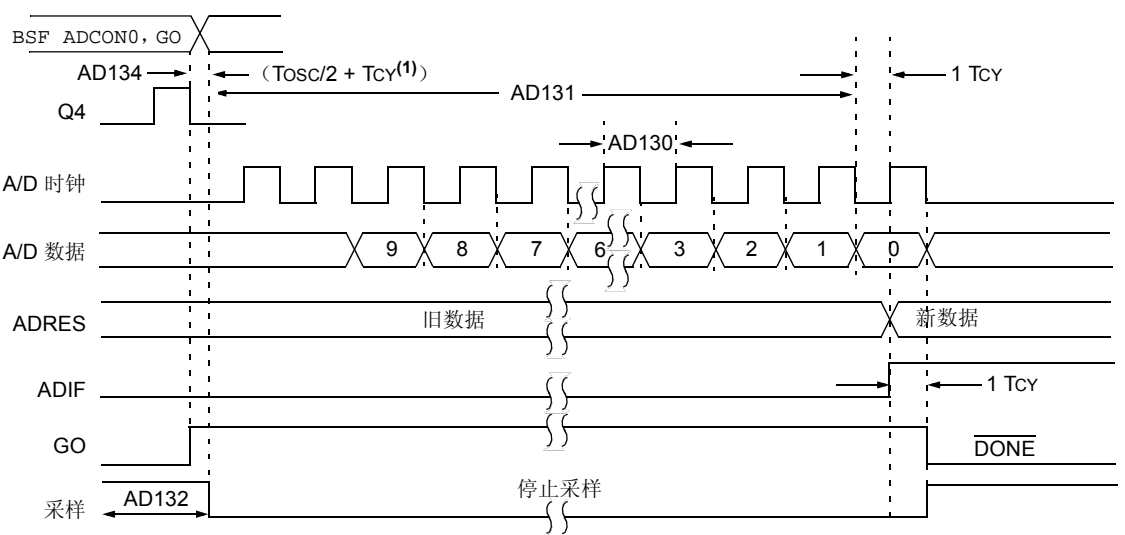 BSF ADCON0，GO
AD134 （TOSC/2 + TCY(1)） 1 TCY
AD131
Q4
AD130
A/D 时钟
A/D 数据 9 8 7 6 3 2 1 0
ADRES 旧数据 新数据
ADIF 1 TCY
GO DONE
采样 AD132 停止采样